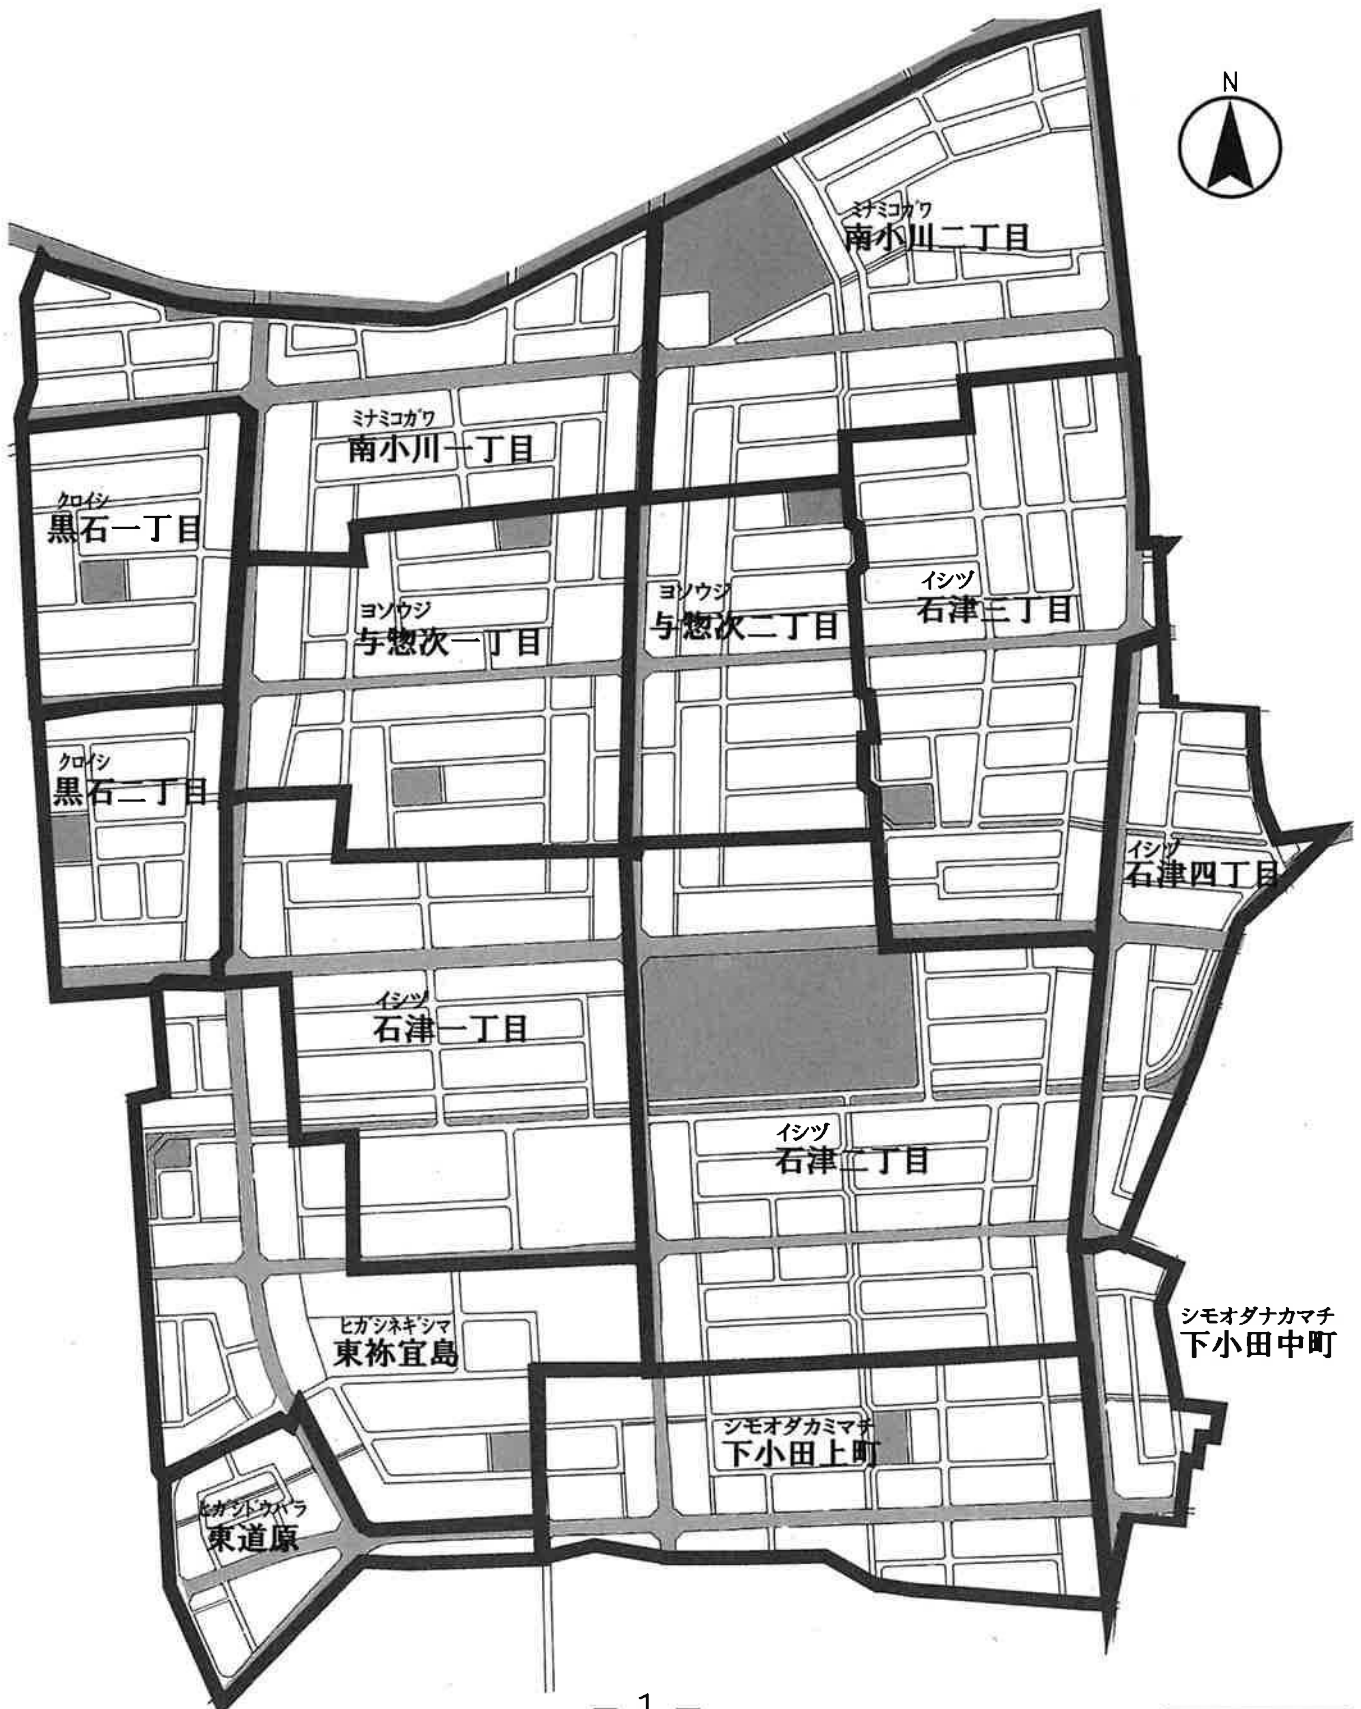 N
ミナミコガワ
南小川二丁目
ミナミコガワ
南小川一丁目
クロイシ
黒石一丁目
ヨソウジ
与惣次一丁目
ヨソウジ
与惣次二丁目
イシヅ
石津三丁目
クロイシ
黒石二丁目
イシヅ
石津四丁目
イシヅ
石津一丁目
イシヅ
石津二丁目
ヒガシネギシマ
東祢宜島
シモオダナカマチ
下小田中町
シモオダカミマチ
下小田上町
ヒガシドウバラ
東道原
— 1 —